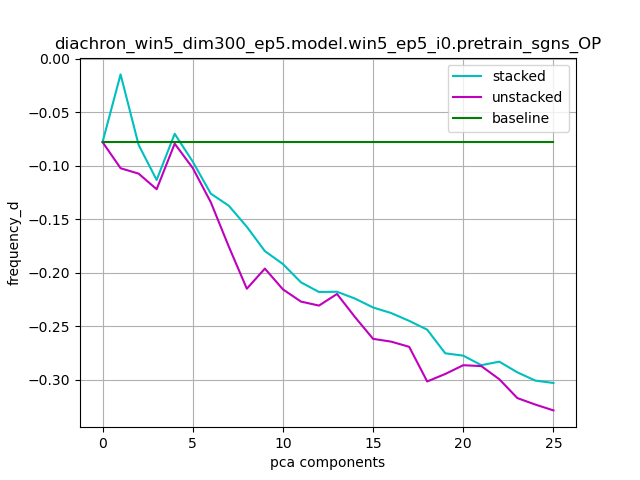 diachron_win5_dim300_ep5.model.win5_ep5_i0.pretrain_sgns_OP
stacked
unstacked
baseline
frequency_d
0.00
−0.05
−0.10
−0.15
−0.20
−0.25
−0.30
0 5 10 15 20 25
pca components